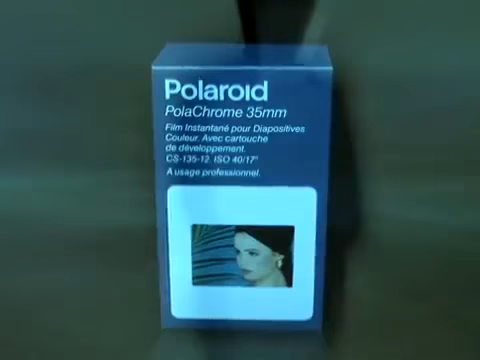 Polaroid
PolaChrome 35mm
Film Instantané pour Diapositives
Couleur. Avec cartouche
de développement.
CS-135-12. ISO 40/17°
A usage professionnel.